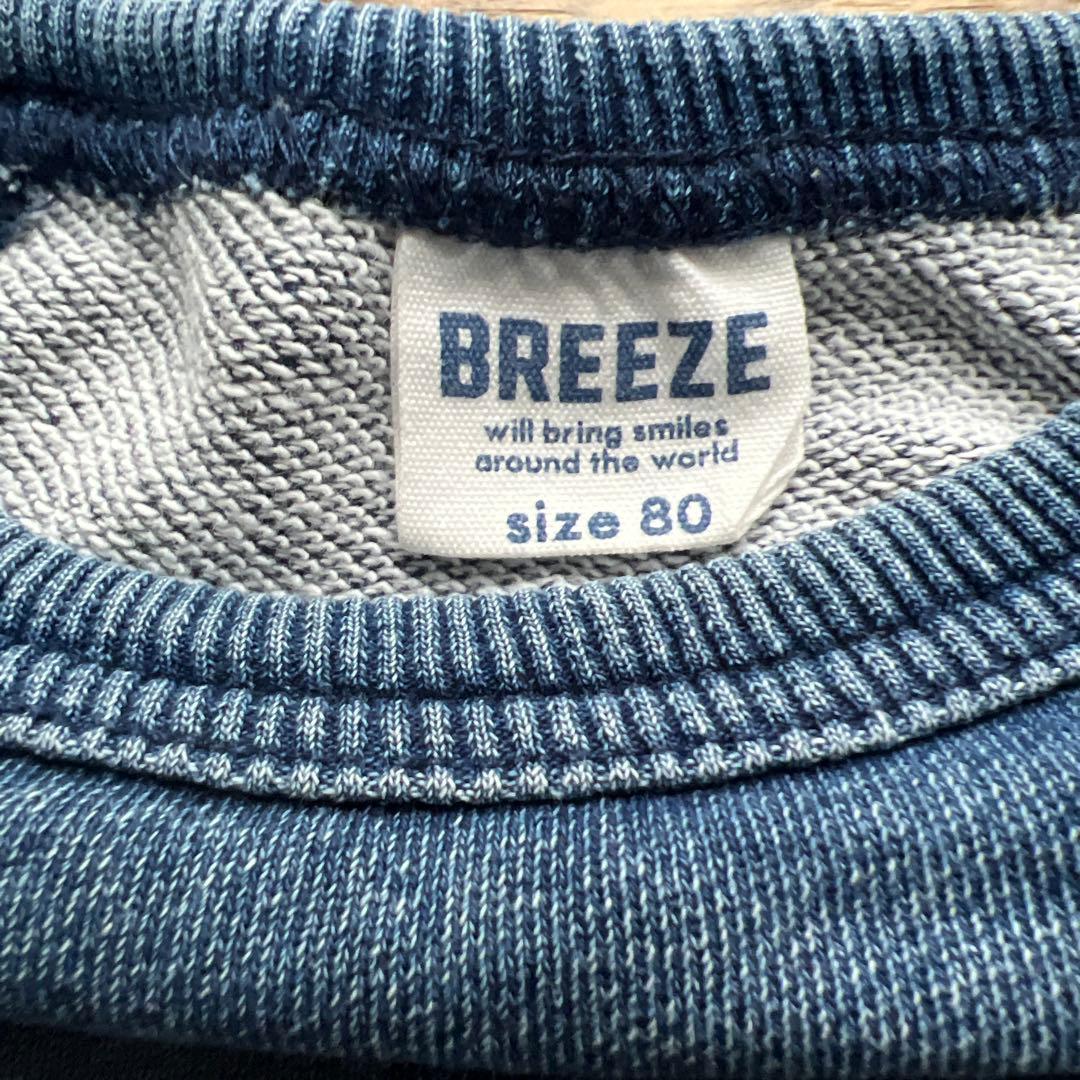 BREEZE
will bring smiles
around the world
size 80